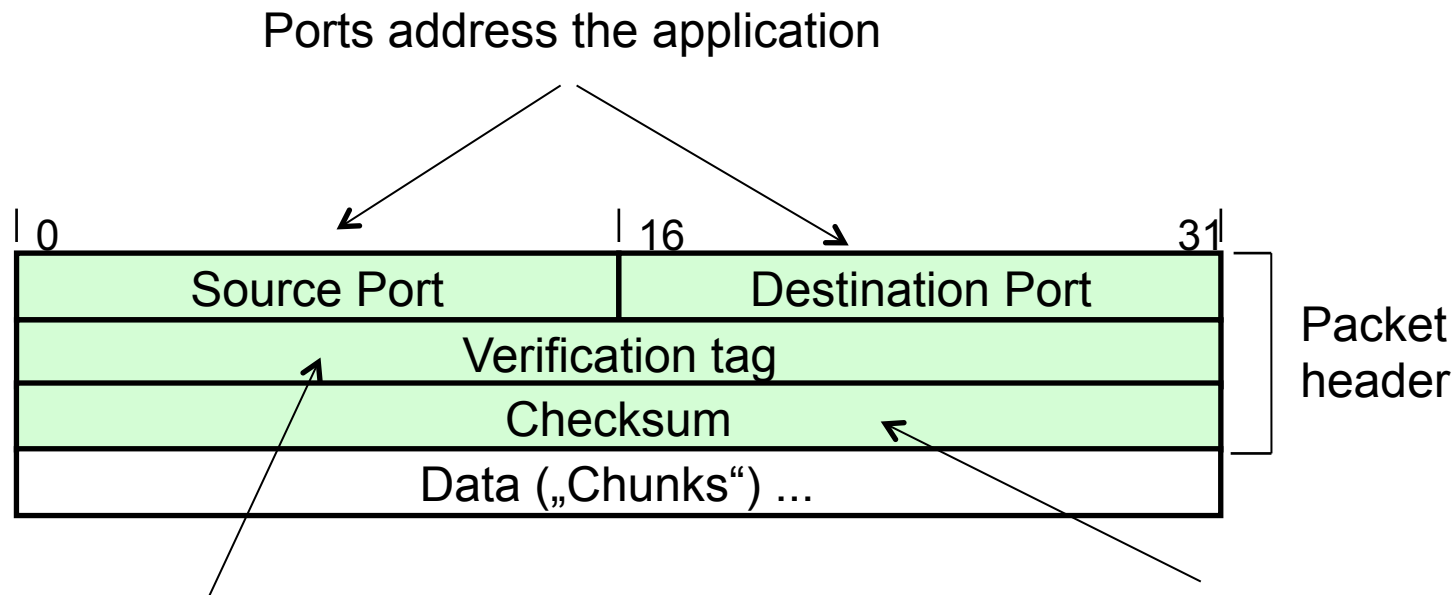 Ports address the application
0 16 31
Source Port Destination Port
Verification tag
Packet
header
Checksum
Data („Chunks“) ...